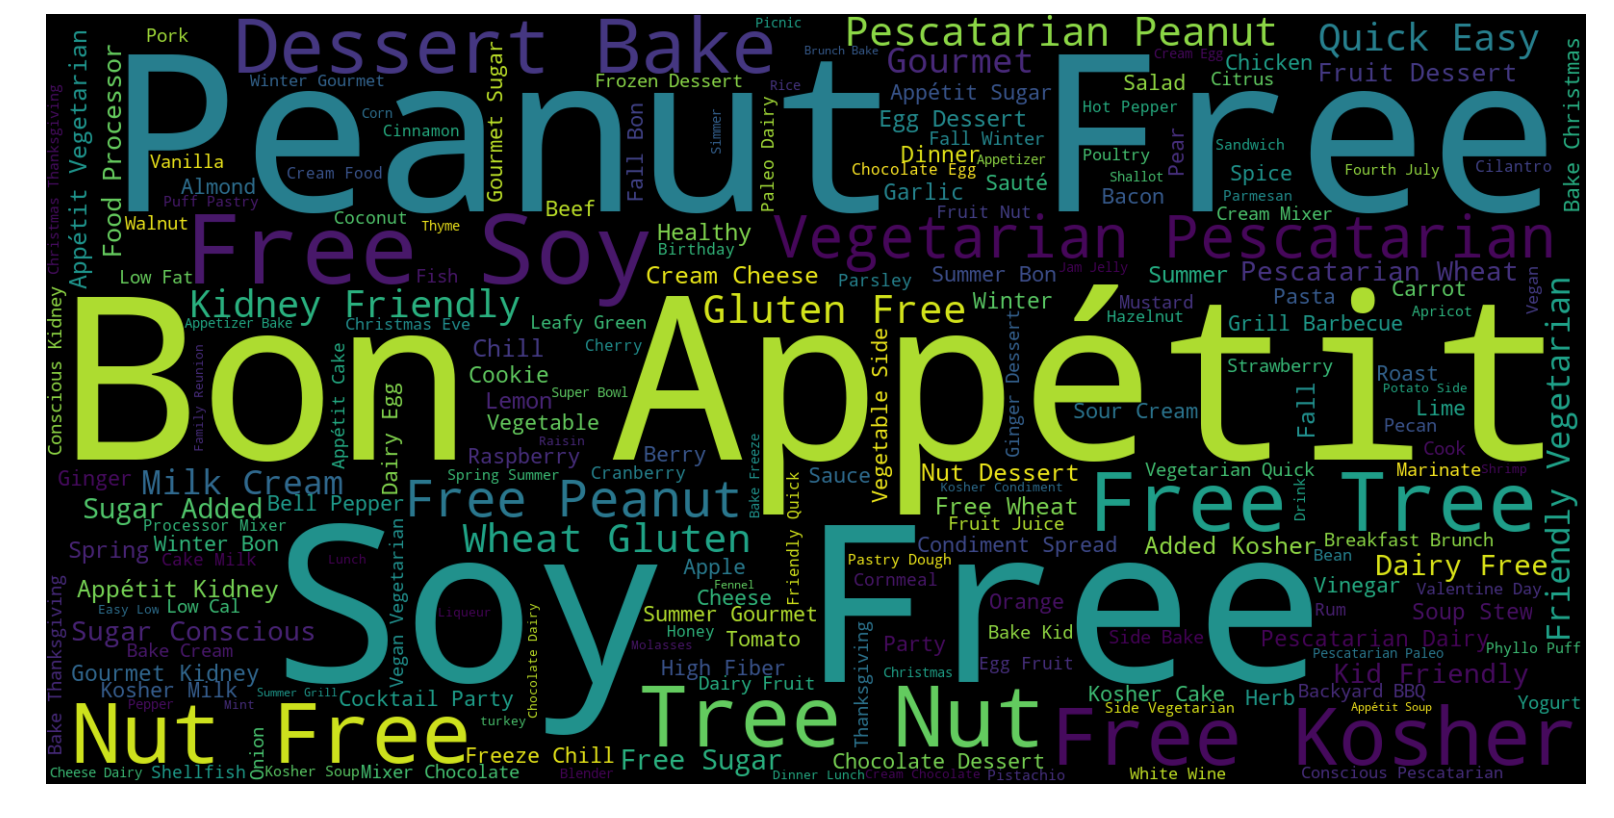 Pork
Picnic
Dessert Bake
Pescatarian Peanut
Quick Easy
Brunch Bake
Cream Egg
Winter Gourmet
Frozen Dessert
Gourmet
Chicken
Fruit Dessert
Salad
Citrus
Appétit Vegetarian
Food Processor
Gourmet Sugar
Rice
Appétit Sugar
Hot Pepper
Peanut Free
Corn
Cinnamon
Fall Bon
Simmer
Paleo Dairy
Egg Dessert
Fall Winter
Pear
Sandwich
Christmas Thanksgiving
Bake Christmas
Vanilla
Cream Food
Dinner
Appetizer
Poultry
Chocolate Egg
Shallot
Spice
Fourth July
Cilantro
Almond
Puff Pastry
Garlic
Sauté
Bacon
Parmesan
Walnut
Coconut
Thyme
Beef
Fruit Nut
Cream Mixer
Free Soy
Healthy
Birthday
Vegetarian Pescatarian
Low Fat
Fish
Cream Cheese
Parsley
Summer Bon
Jam Jelly
Summer
Pescatarian Wheat
Vegan
Kidney Friendly
Gluten Free
Winter
Mustard
Hazelnut
Pasta
Carrot
Apricot
Conscious Kidney
Appetizer Bake
Christmas Eve
Leafy Green
Grill Barbecue
Bon Appétit
Family Reunion
Appétit Cake
Chill
Cherry
Cookie
Super Bowl
Vegetable Side
Ginger Dessert
Strawberry
Roast
Potato Side
Lemon
Vegetable
Sour Cream
Fall
Lime
Pecan
Friendly Vegetarian
Dairy Egg
Raisin
Raspberry
Berry
Cook
Ginger
Milk Cream
Spring Summer
Cranberry
Bake Freeze
Sauce
Nut Dessert
Vegetarian Quick
Marinate
Shrimp
Kosher Condiment
Sugar Added
Bell Pepper
Free Peanut
Friendly Quick
Free Wheat
Free Tree
Drink
Processor Mixer
Fruit Juice
Spring
Winter Bon
Wheat Gluten
Condiment Spread
Added Kosher
Breakfast Brunch
Cake Milk
Lunch
Pastry Dough
Bean
Dairy Free
Apple
Cornmeal
Vegan Vegetarian
Soy Free
Appétit Kidney
Fennel
Cheese
Vinegar
Valentine Day
Easy Low
Low Cal
Liqueur
Orange
Rum
Soup Stew
Bake Thanksgiving
Chocolate Dairy
Summer Gourmet
Sugar Conscious
Honey
Tomato
Bake Kid
Side Bake
Pescatarian Dairy
Phyllo Puff
Bake Cream
Molasses
Party
Pescatarian Paleo
Gourmet Kidney
High Fiber
Egg Fruit
Christmas
Kid Friendly
Kosher Milk
Summer Grill
Cocktail Party
Dairy Fruit
Thanksgiving
Kosher Cake
Herb
Backyard BBQ
Yogurt
Pepper
Mint
turkey
Side Vegetarian
Appétit Soup
Nut Free
Tree Nut
Free Kosher
Onion
Freeze Chill
Free Sugar
Chocolate Dessert
Cheese Dairy
Shellfish
Kosher Soup
Mixer Chocolate
Blender
Dinner Lunch
Cream Chocolate
Pistachio
White Wine
Conscious Pescatarian